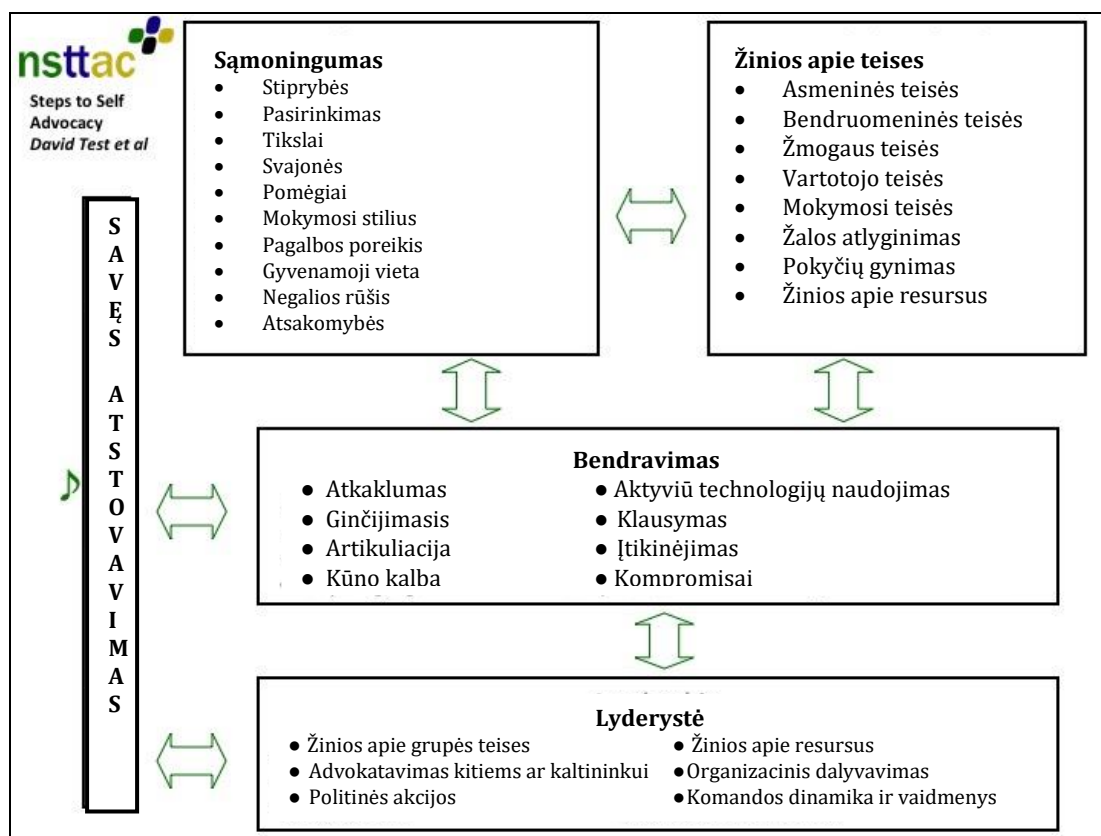 nsttac
Steps to Self
Advocacy
David Test et al
SAVĘS ATSTOVAVIMAS
Sąmoningumas
• Stiprybės
• Pasirinkimas
• Tikslai
• Svajonės
• Pomėgiai
• Mokymosi stilius
• Pagalbos poreikis
• Gyvenamoji vieta
• Negalios rūšis
• Atsakomybės
Žinios apie teises
• Asmeninės teisės
• Bendruomeninės teisės
• Žmogaus teisės
• Vartotojo teisės
• Mokymosi teisės
• Žalos atlyginimas
• Pokyčių gynimas
• Žinios apie resursus
Bendravimas
● Atkaklumas
● Ginčijimasis
● Artikuliacija
● Kūno kalba
● Aktyviū technologijų naudojimas
● Klausymas
● Įtikinėjimas
● Kompromisai
Lyderystė
● Žinios apie grupės teises
● Advokatavimas kitiems ar kaltininkui
● Politinės akcijos
● Žinios apie resursus
● Organizacinis dalyvavimas
● Komandos dinamika ir vaidmenys